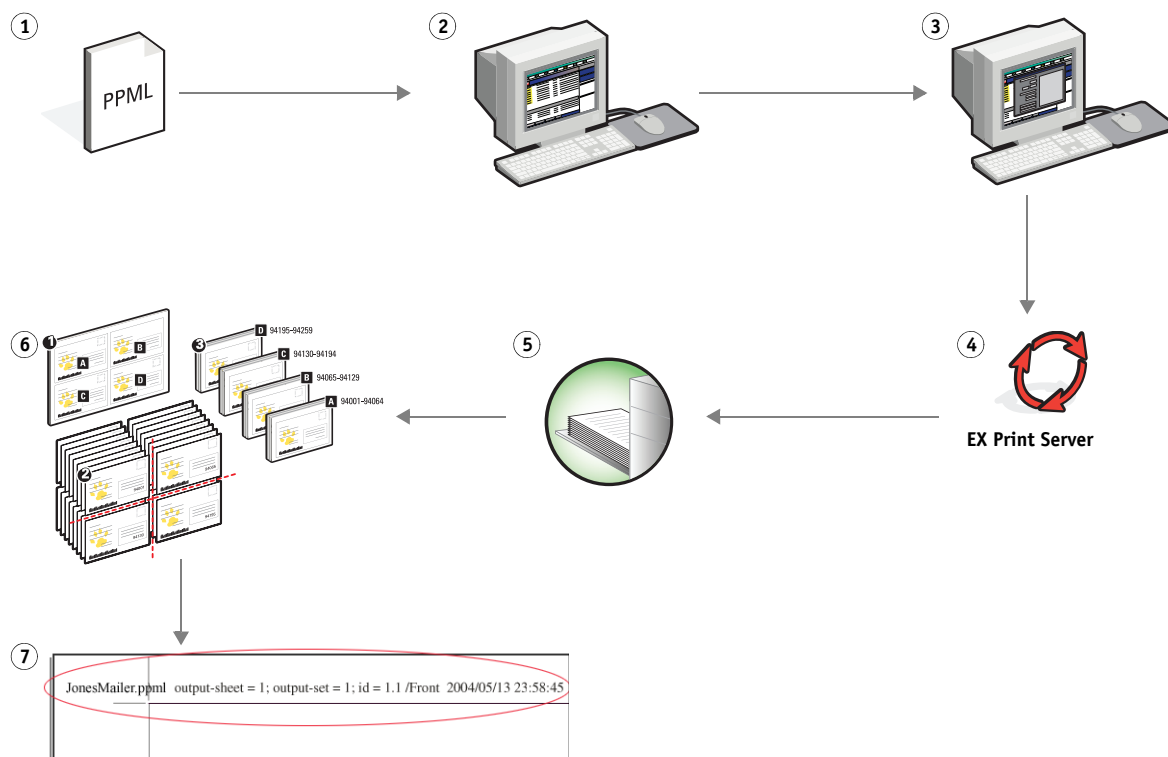 1
PPML
2
3
4
EX Print Server
5
6
1
A
B
C
D
3
D 94195-94259
C 94130-94194
B 94065-94129
A 94001-94064
2
7
JonesMailer.ppml output-sheet = 1; output-set = 1; id = 1.1 /Front 2004/05/13 23:58:45